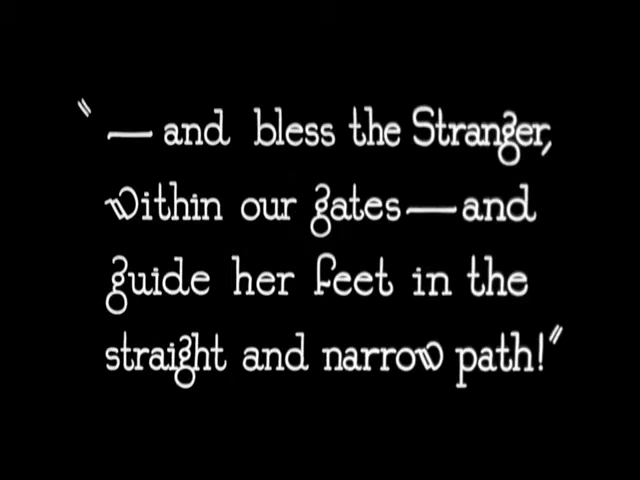 "— and bless the Stranger,
within our gates — and
guide her feet in the
straight and narrow path!"